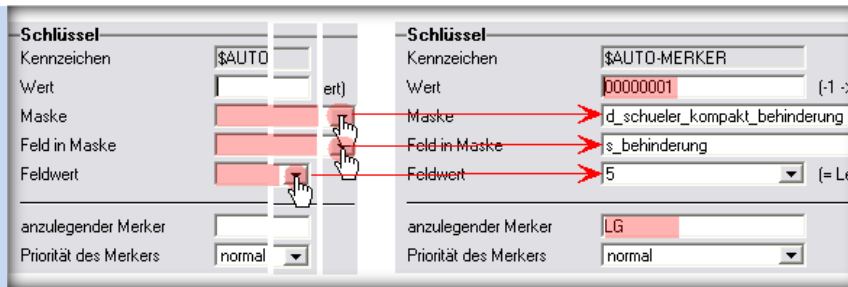 Schlüssel
Kennzeichen $AUTO
Wert ert)
Maske
Feld in Maske
Feldwert
anzulegender Merker
Priorität des Merkers normal
Schlüssel
Kennzeichen $AUTO-MERKER
Wert 00000001 (-1 ->
Maske d_schueler_kompakt_behinderung
Feld in Maske s_behinderung
Feldwert 5 (= Le
anzulegender Merker LG
Priorität des Merkers normal